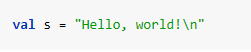 val s = "Hello, world!\n"